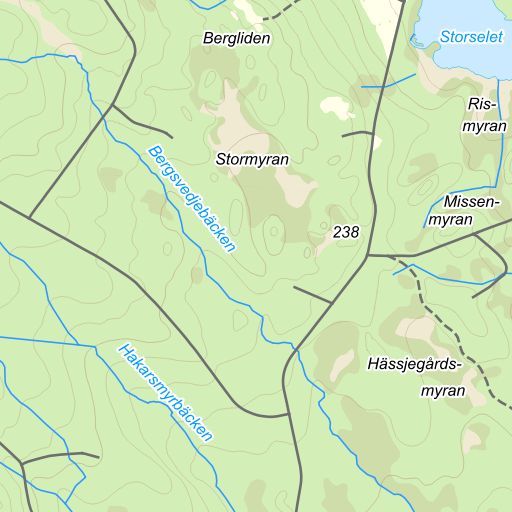 Bergliden
Storselet
Ris-
myran
Stormyran
Bergsvedjebäcken
Missen-
myran
238
Hässjegårds-
myran
Hakarsmyrbäcken